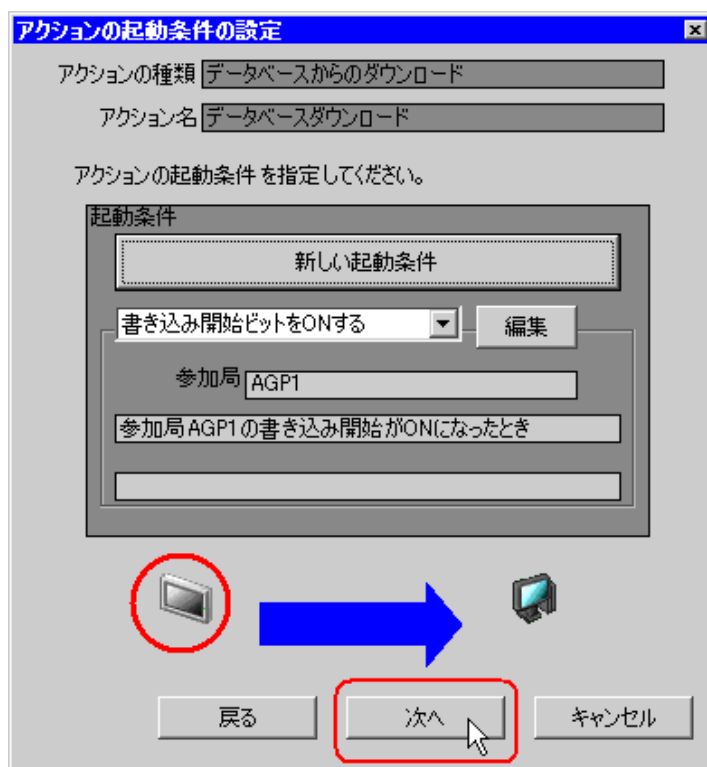 アクションの起動条件の設定
アクションの種類 データベースからのダウンロード
アクション名 データベースダウンロード
アクションの起動条件 を指定してください。
起動条件
新しい起動条件
書き込み開始ビットをONする 編集
参加局 AGP1
参加局 AGP1の書き込み開始がONになったとき
戻る 次へ キャンセル